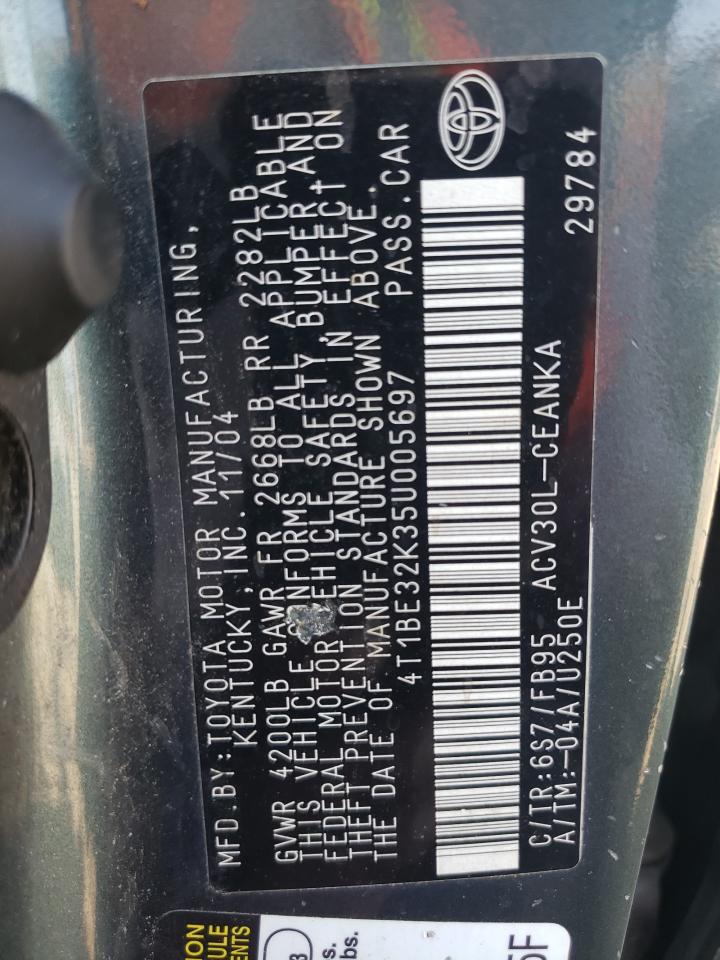 MFD.BY:TOYOTA MOTOR MANUFACTURING,
KENTUCKY,INC.11/04
GVWR 4200LB GAWR FR 2668LB RR 2282LB
THIS VEHICLE CONFORMS TO ALL APPLICABLE
FEDERAL MOTOR VEHICLE SAFETY, BUMPER, AND
THEFT PREVENTION STANDARDS IN EFFECT ON
THE DATE OF MANUFACTURE SHOWN ABOVE.
4T1BE32K35U005697 PASS.CAR
C/TR:6S7/FB95 ACV30L-CEANKA
A/TM:-04A/U250E 29784